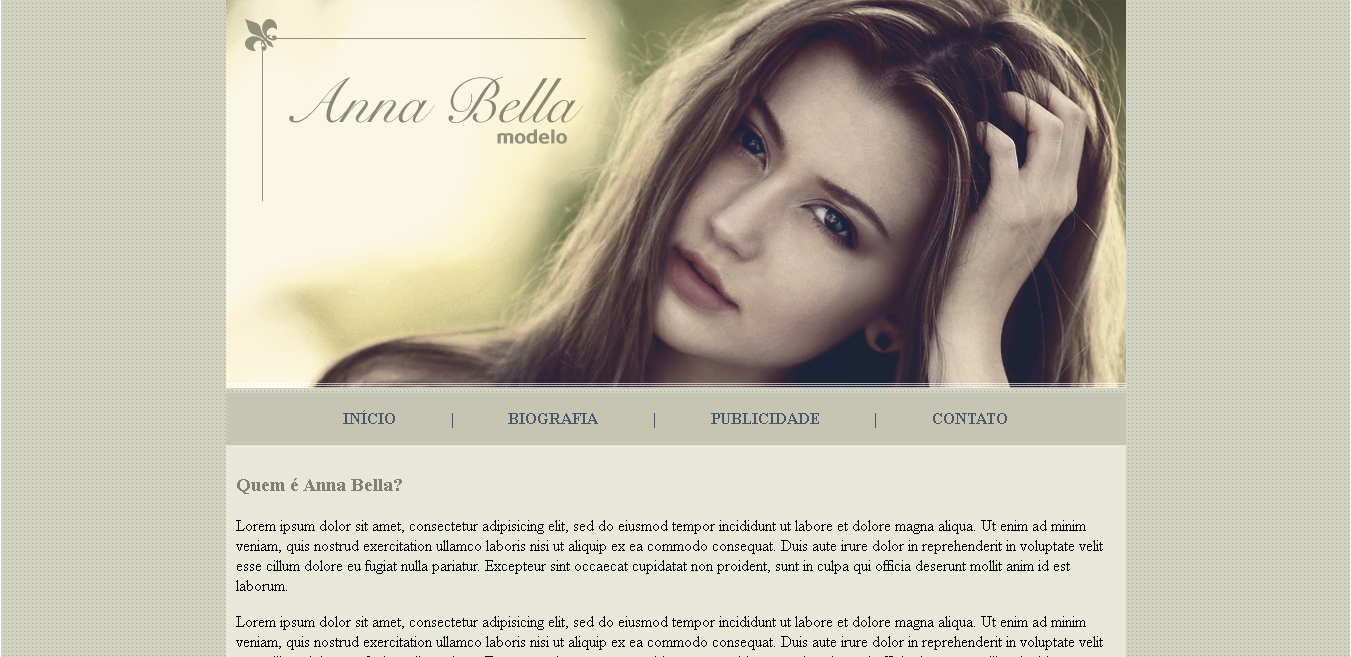 Anna Bella
modelo
INÍCIO | BIOGRAFIA | PUBLICIDADE | CONTATO
Quem é Anna Bella?
Lorem ipsum dolor sit amet, consectetur adipisicing elit, sed do eiusmod tempor incididunt ut labore et dolore magna aliqua. Ut enim ad minim
veniam, quis nostrud exercitation ullamco laboris nisi ut aliquip ex ea commodo consequat. Duis aute irure dolor in reprehenderit in voluptate velit
esse cillum dolore eu fugiat nulla pariatur. Excepteur sint occaecat cupidatat non proident, sunt in culpa qui officia deserunt mollit anim id est
laborum.
Lorem ipsum dolor sit amet, consectetur adipisicing elit, sed do eiusmod tempor incididunt ut labore et dolore magna aliqua. Ut enim ad minim
veniam, quis nostrud exercitation ullamco laboris nisi ut aliquip ex ea commodo consequat. Duis aute irure dolor in reprehenderit in voluptate velit